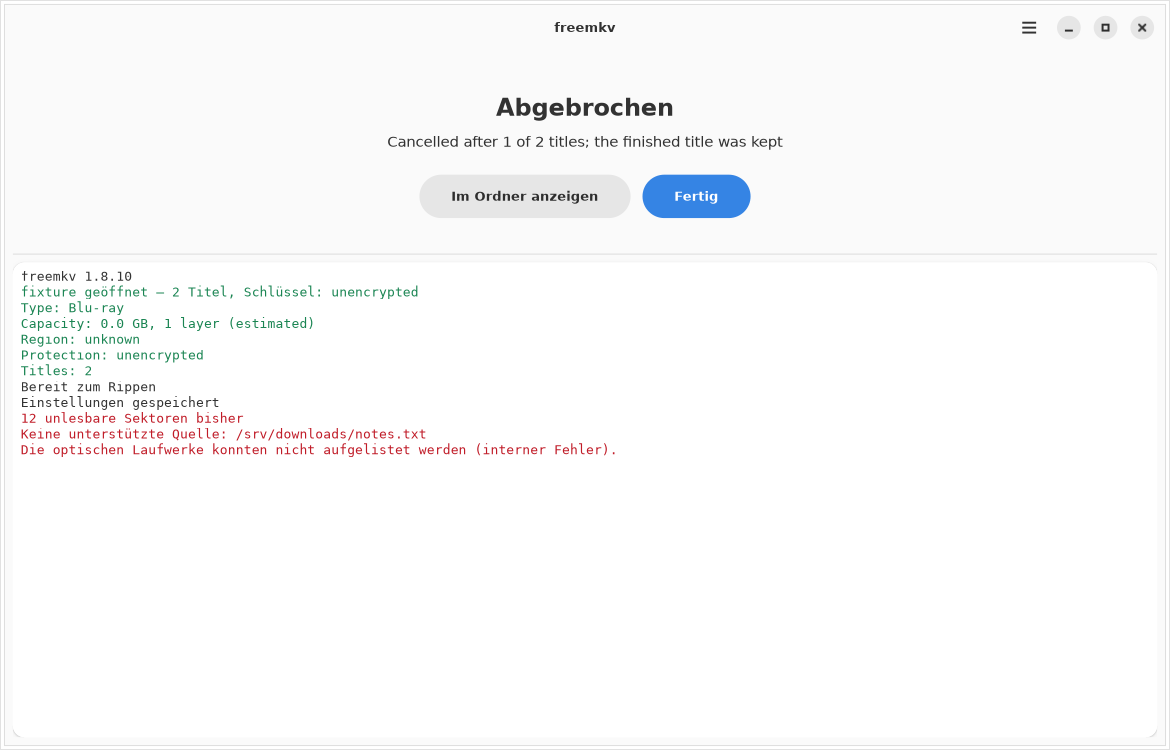 freemkv
Abgebrochen
Cancelled after 1 of 2 titles; the finished title was kept
Im Ordner anzeigen
Fertig
freemkv 1.8.10
fixture geöffnet — 2 Titel, Schlüssel: unencrypted
Type: Blu-ray
Capacity: 0.0 GB, 1 layer (estimated)
Region: unknown
Protection: unencrypted
Titles: 2
Bereit zum Rippen
Einstellungen gespeichert
12 unlesbare Sektoren bisher
Keine unterstützte Quelle: /srv/downloads/notes.txt
Die optischen Laufwerke konnten nicht aufgelistet werden (interner Fehler).